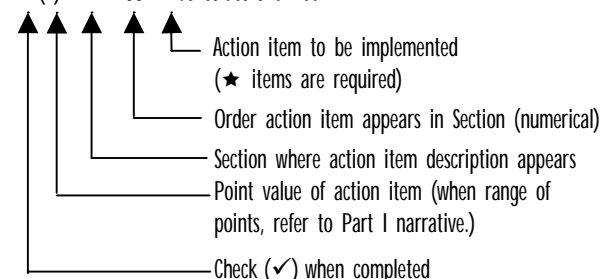 Action item to be implemented
(★ items are required)
Order action item appears in Section (numerical)
Section where action item description appears
Point value of action item (when range of
points, refer to Part I narrative.)
Check (✓) when completed